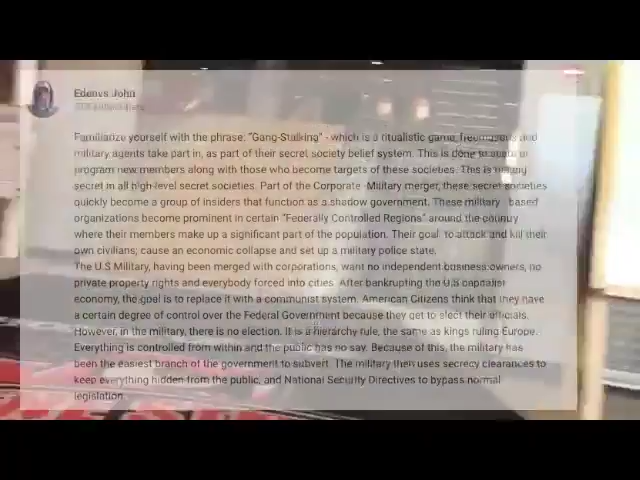 Edenvs John
Familiarize yourself with the phrase: "Gang-Stalking" - which is a ritualistic game, freemasons and
military agents take part in, as part of their secret society belief system. This is done to scare or
program new members along with those who become targets of these societies. This is
secret in all high-level secret societies. Part of the Corporate -Military merger, these secret societies
quickly become a group of insiders that function as a shadow government. These military - based
organizations become prominent in certain "Federally Controlled Regions" around the country
where their members make up a significant part of the population. Their goal: to attack and kill their
own civilians; cause an economic collapse and set up a military police state.
The U.S Military, having been merged with corporations, want no independent business owners, no
private property rights and everybody forced into cities. After bankrupting the U.S capitalist
economy, the goal is to replace it with a communist system. American Citizens think that they have
a certain degree of control over the Federal Government because they get to elect their officials.
However, in the military, there is no election. It is a hierarchy rule, the same as kings ruling Europe.
Everything is controlled from within and the public has no say. Because of this, the military has
been the easiest branch of the government to subvert. The military then uses secrecy clearances to
keep everything hidden from the public, and National Security Directives to bypass normal
legislation.